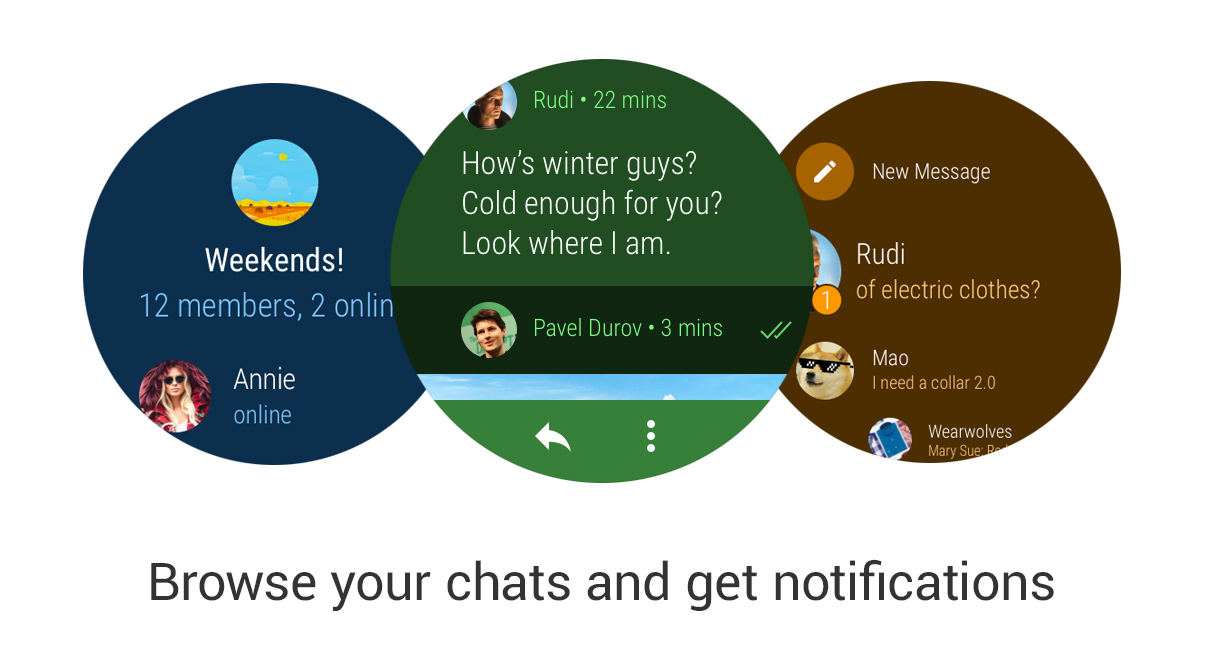 Weekends!
12 members, 2 onlin
Annie
online
Rudi • 22 mins
How's winter guys?
Cold enough for you?
Look where I am.
Pavel Durov • 3 mins
New Message
Rudi
1
of electric clothes?
Mao
I need a collar 2.0
Wearwolves
Mary Sue:
Browse your chats and get notifications